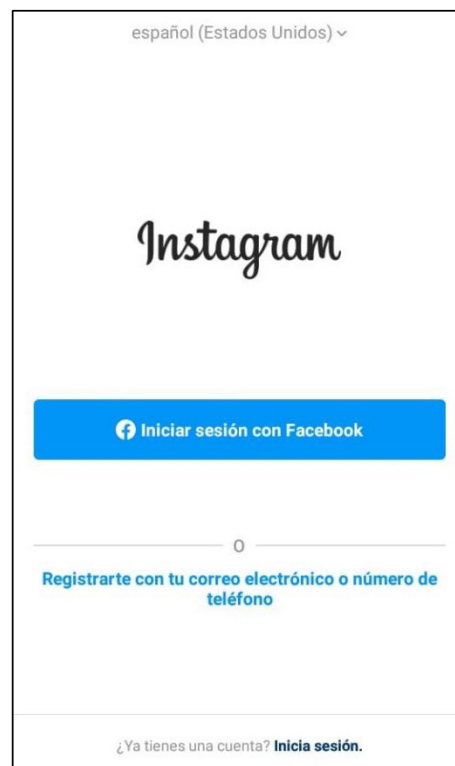 español (Estados Unidos)
Instagram
Iniciar sesión con Facebook
O
Registrarte con tu correo electrónico o número de
teléfono
¿Ya tienes una cuenta? Inicia sesión.